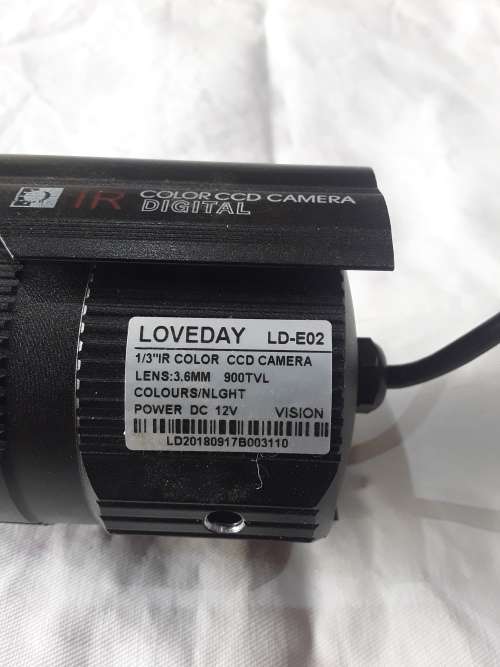 IR COLOR CCD CAMERA
DIGITAL
LOVEDAY LD-E02
1/3"IR COLOR CCD CAMERA
LENS:3.6MM 900TVL
COLOURS/NLGHT
POWER DC 12V VISION
LD20180917B003110